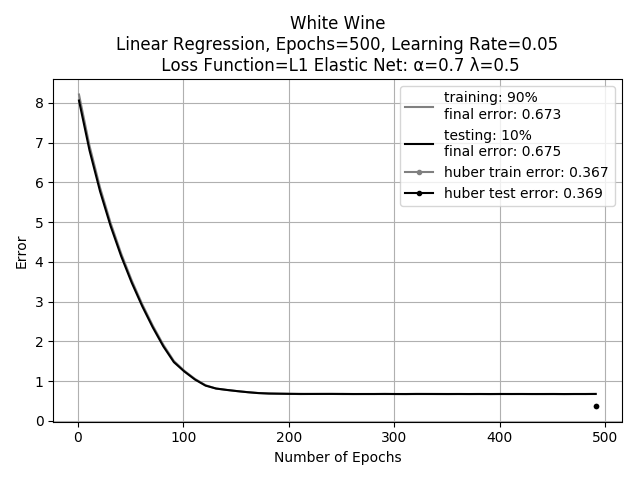 White Wine
Linear Regression, Epochs=500, Learning Rate=0.05
Loss Function=L1 Elastic Net: α=0.7 λ=0.5
training: 90%
final error: 0.673
testing: 10%
final error: 0.675
huber train error: 0.367
huber test error: 0.369
Error
8
7
6
5
4
3
2
1
0
0 100 200 300 400 500
Number of Epochs